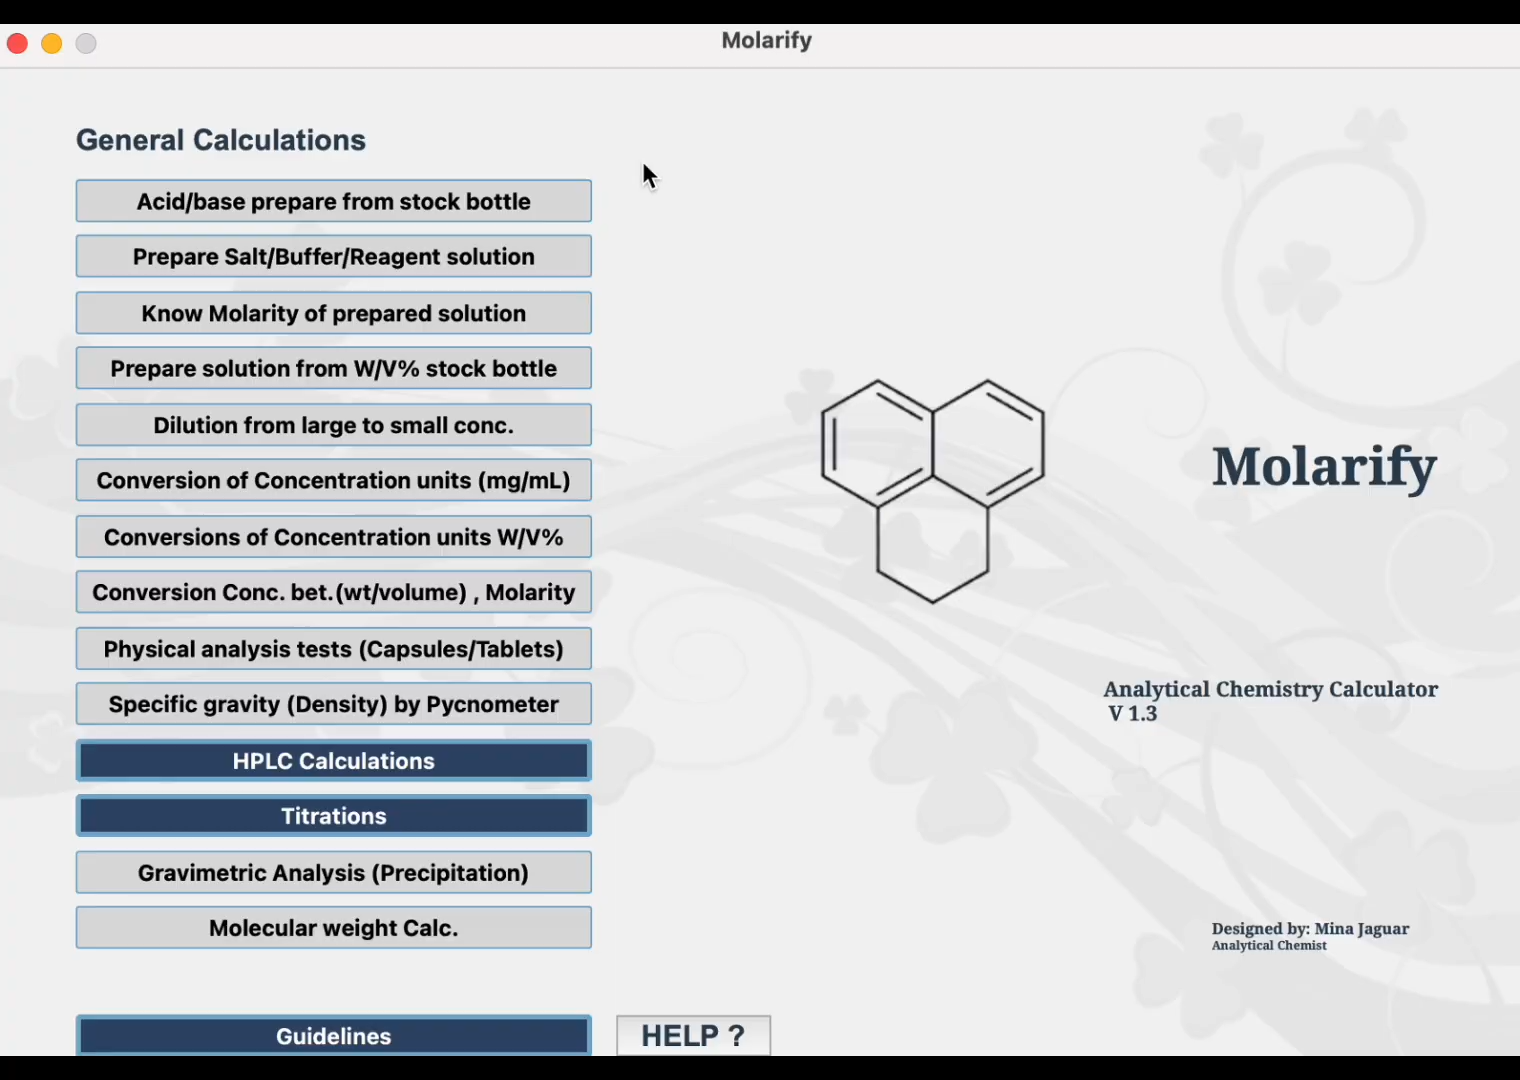 Molarify
General Calculations
Acid/base prepare from stock bottle
Prepare Salt/Buffer/Reagent solution
Know Molarity of prepared solution
Prepare solution from W/V% stock bottle
Dilution from large to small conc.
Conversion of Concentration units (mg/mL)
Conversions of Concentration units W/V%
Conversion Conc. bet.(wt/volume) , Molarity
Physical analysis tests (Capsules/Tablets)
Specific gravity (Density) by Pycnometer
HPLC Calculations
Titrations
Gravimetric Analysis (Precipitation)
Molecular weight Calc.
Guidelines
HELP ?
Molarify
Analytical Chemistry Calculator
V 1.3
Designed by: Mina Jaguar
Analytical Chemist